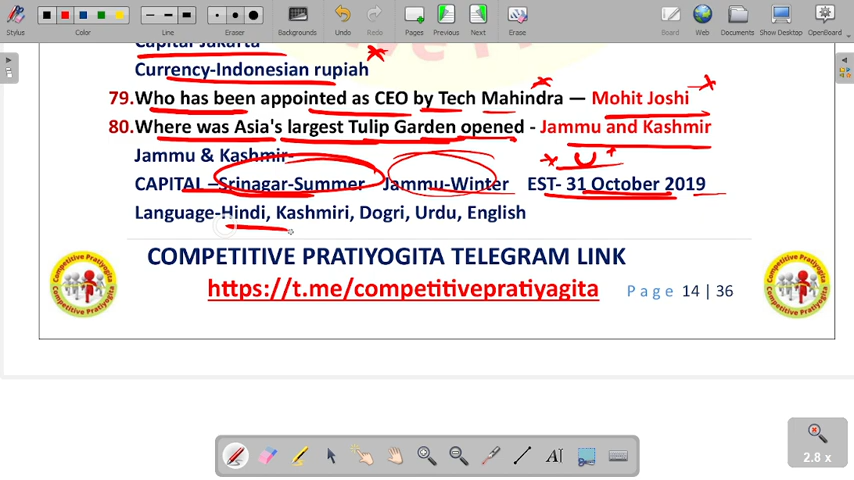 Stylus
Color
Line
Eraser
Backgrounds
Undo
Redo
Pages
Previous
Next
Erase
Board
Web
Documents
Show Desktop
OpenBoard
Capital-Jakarta
Currency-Indonesian rupiah
79.Who has been appointed as CEO by Tech Mahindra — Mohit Joshi
80.Where was Asia's largest Tulip Garden opened - Jammu and Kashmir
Jammu & Kashmir-
CAPITAL –Srinagar-Summer Jammu-Winter EST- 31 October 2019
Language-Hindi, Kashmiri, Dogri, Urdu, English
COMPETITIVE PRATIYOGITA TELEGRAM LINK
https://t.me/competitivepratiyagita
Page 14 | 36
2.8 x